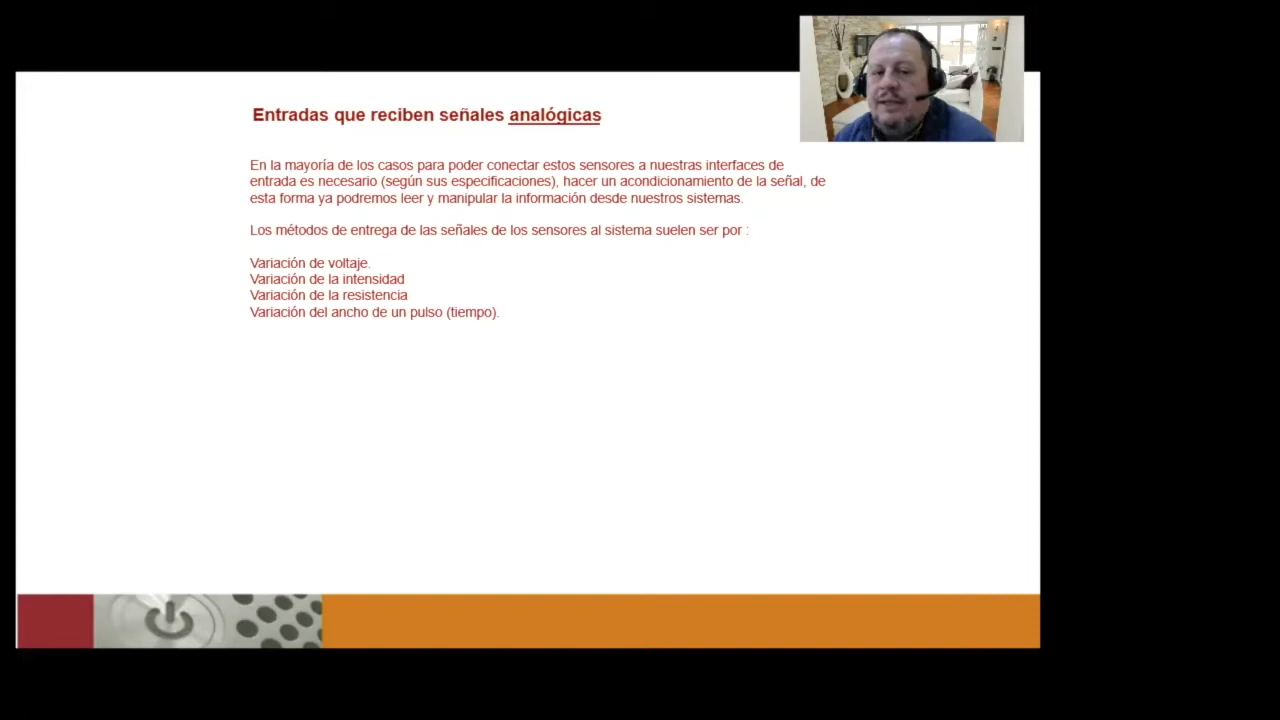 Entradas que reciben señales analógicas
En la mayoría de los casos para poder conectar estos sensores a nuestras interfaces de
entrada es necesario (según sus especificaciones), hacer un acondicionamiento de la señal, de
esta forma ya podremos leer y manipular la información desde nuestros sistemas.
Los métodos de entrega de las señales de los sensores al sistema suelen ser por :
Variación de voltaje.
Variación de la intensidad
Variación de la resistencia
Variación del ancho de un pulso (tiempo).